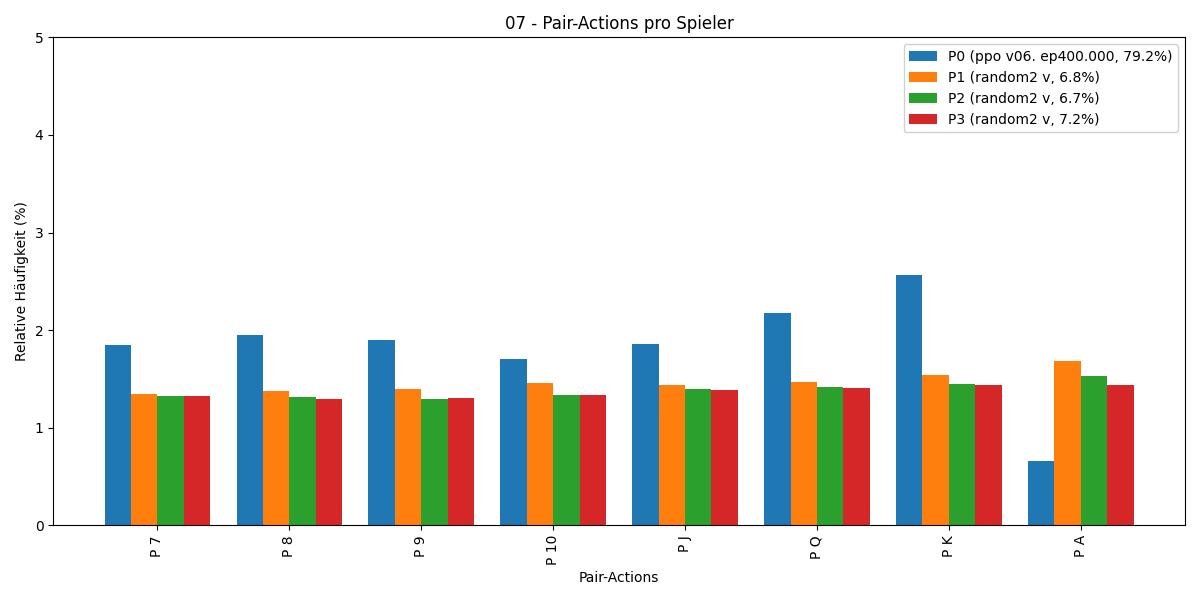 07 - Pair-Actions pro Spieler
P0 (ppo v06. ep400.000, 79.2%)
P1 (random2 v, 6.8%)
P2 (random2 v, 6.7%)
P3 (random2 v, 7.2%)
Relative Häufigkeit (%)
5
4
3
2
1
0
P 7
P 8
P 9
P 10
P J
P Q
P K
P A
Pair-Actions